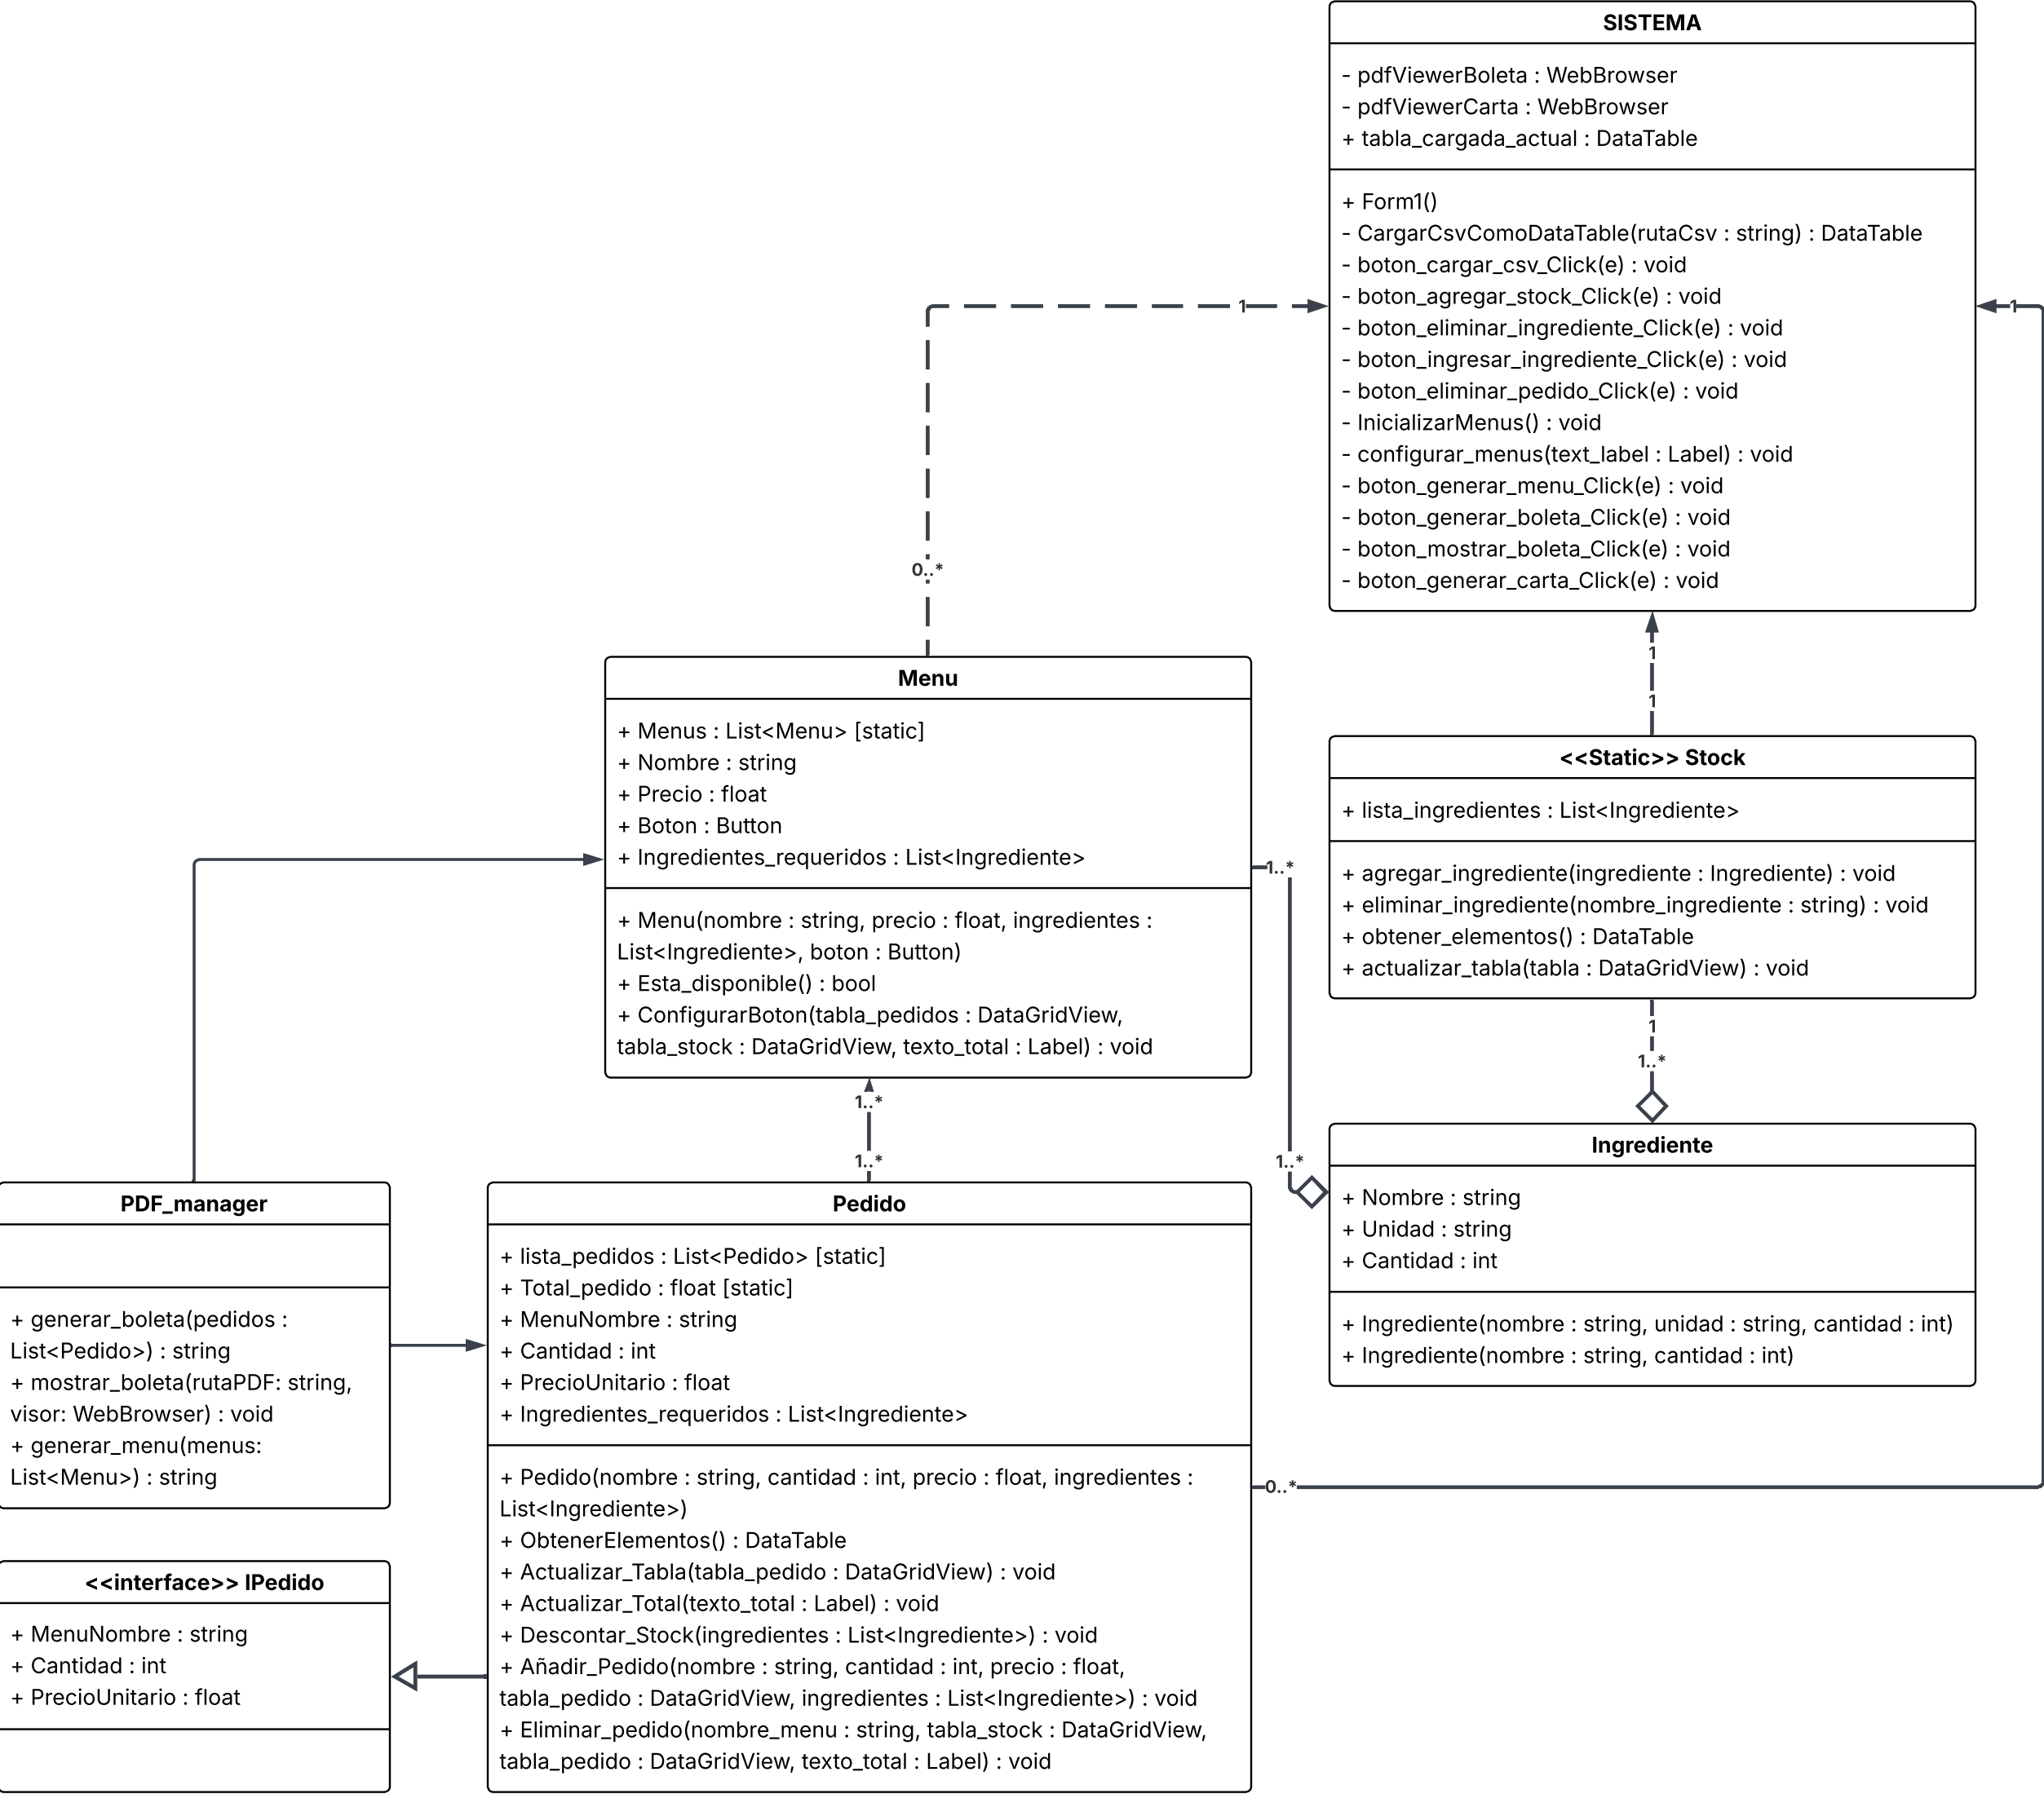 SISTEMA
- pdfViewerBoleta : WebBrowser
- pdfViewerCarta : WebBrowser
+ tabla_cargada_actual : DataTable
+ Form1()
- CargarCsvComoDataTable(rutaCsv : string) : DataTable
- boton_cargar_csv_Click(e) : void
- boton_agregar_stock_Click(e) : void
- boton_eliminar_ingrediente_Click(e) : void
- boton_ingresar_ingrediente_Click(e) : void
- boton_eliminar_pedido_Click(e) : void
- InicializarMenus() : void
- configurar_menus(text_label : Label) : void
- boton_generar_menu_Click(e) : void
- boton_generar_boleta_Click(e) : void
- boton_mostrar_boleta_Click(e) : void
- boton_generar_carta_Click(e) : void
1
1
0..*
1
1
Menu
+ Menus : List<Menu> [static]
+ Nombre : string
+ Precio : float
+ Boton : Button
+ Ingredientes_requeridos : List<Ingrediente>
+ Menu(nombre : string, precio : float, ingredientes :
List<Ingrediente>, boton : Button)
+ Esta_disponible() : bool
+ ConfigurarBoton(tabla_pedidos : DataGridView,
tabla_stock : DataGridView, texto_total : Label) : void
1..*
<<Static>> Stock
+ lista_ingredientes : List<Ingrediente>
+ agregar_ingrediente(ingrediente : Ingrediente) : void
+ eliminar_ingrediente(nombre_ingrediente : string) : void
+ obtener_elementos() : DataTable
+ actualizar_tabla(tabla : DataGridView) : void
1
1..*
1..*
1..*
1..*
Ingrediente
+ Nombre : string
+ Unidad : string
+ Cantidad : int
+ Ingrediente(nombre : string, unidad : string, cantidad : int)
+ Ingrediente(nombre : string, cantidad : int)
PDF_manager
+ generar_boleta(pedidos :
List<Pedido>) : string
+ mostrar_boleta(rutaPDF: string,
visor: WebBrowser) : void
+ generar_menu(menus:
List<Menu>) : string
Pedido
+ lista_pedidos : List<Pedido> [static]
+ Total_pedido : float [static]
+ MenuNombre : string
+ Cantidad : int
+ PrecioUnitario : float
+ Ingredientes_requeridos : List<Ingrediente>
+ Pedido(nombre : string, cantidad : int, precio : float, ingredientes :
List<Ingrediente>)
+ ObtenerElementos() : DataTable
+ Actualizar_Tabla(tabla_pedido : DataGridView) : void
+ Actualizar_Total(texto_total : Label) : void
+ Descontar_Stock(ingredientes : List<Ingrediente>) : void
+ Añadir_Pedido(nombre : string, cantidad : int, precio : float,
tabla_pedido : DataGridView, ingredientes : List<Ingrediente>) : void
+ Eliminar_pedido(nombre_menu : string, tabla_stock : DataGridView,
tabla_pedido : DataGridView, texto_total : Label) : void
0..*
<<interface>> IPedido
+ MenuNombre : string
+ Cantidad : int
+ PrecioUnitario : float